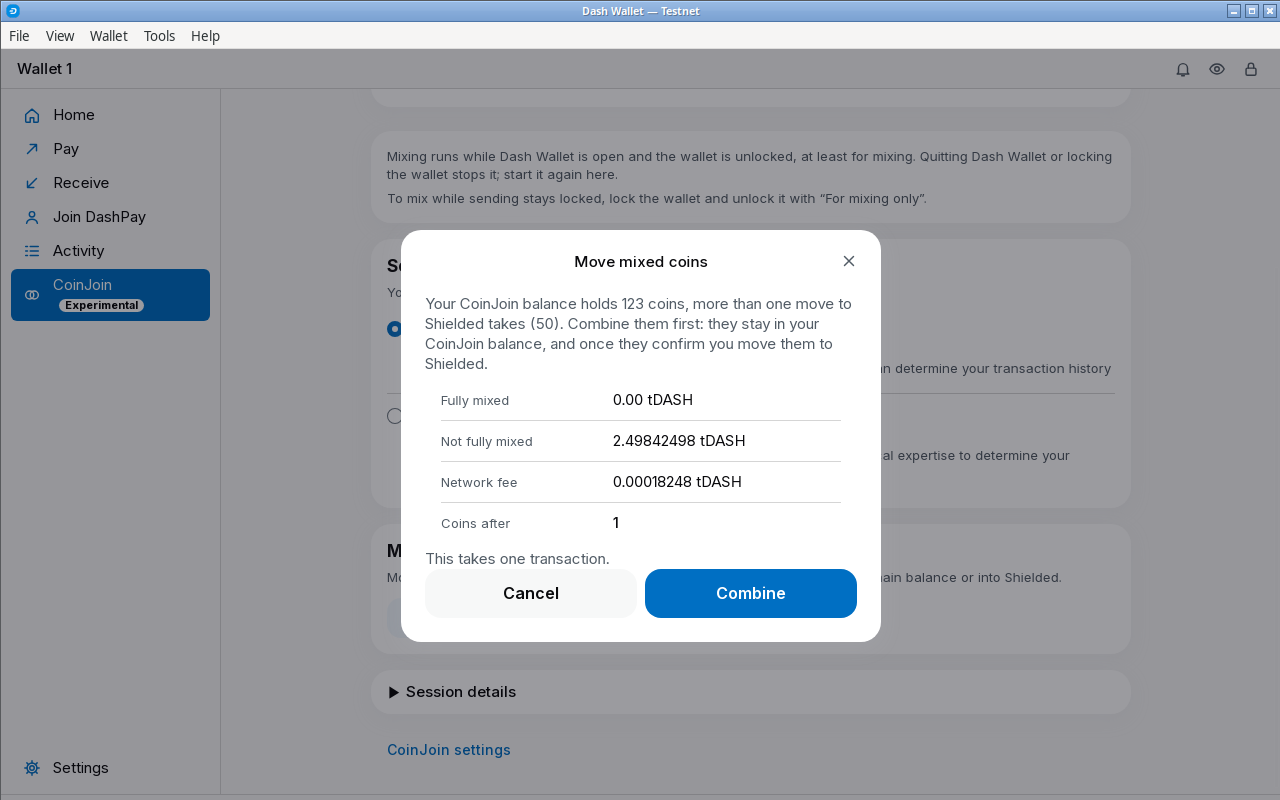 Dash Wallet — Testnet
File View Wallet Tools Help
Wallet 1
Home
Pay
Receive
Join DashPay
Activity
CoinJoin
Experimental
Settings
Mixing runs while Dash Wallet is open and the wallet is unlocked, at least for mixing. Quitting Dash Wallet or locking
the wallet stops it; start it again here.
To mix while sending stays locked, lock the wallet and unlock it with “For mixing only”.
n determine your transaction history
al expertise to determine your
ain balance or into Shielded.
Move mixed coins
Your CoinJoin balance holds 123 coins, more than one move to
Shielded takes (50). Combine them first: they stay in your
CoinJoin balance, and once they confirm you move them to
Shielded.
Fully mixed 0.00 tDASH
Not fully mixed 2.49842498 tDASH
Network fee 0.00018248 tDASH
Coins after 1
This takes one transaction.
Cancel Combine
Session details
CoinJoin settings